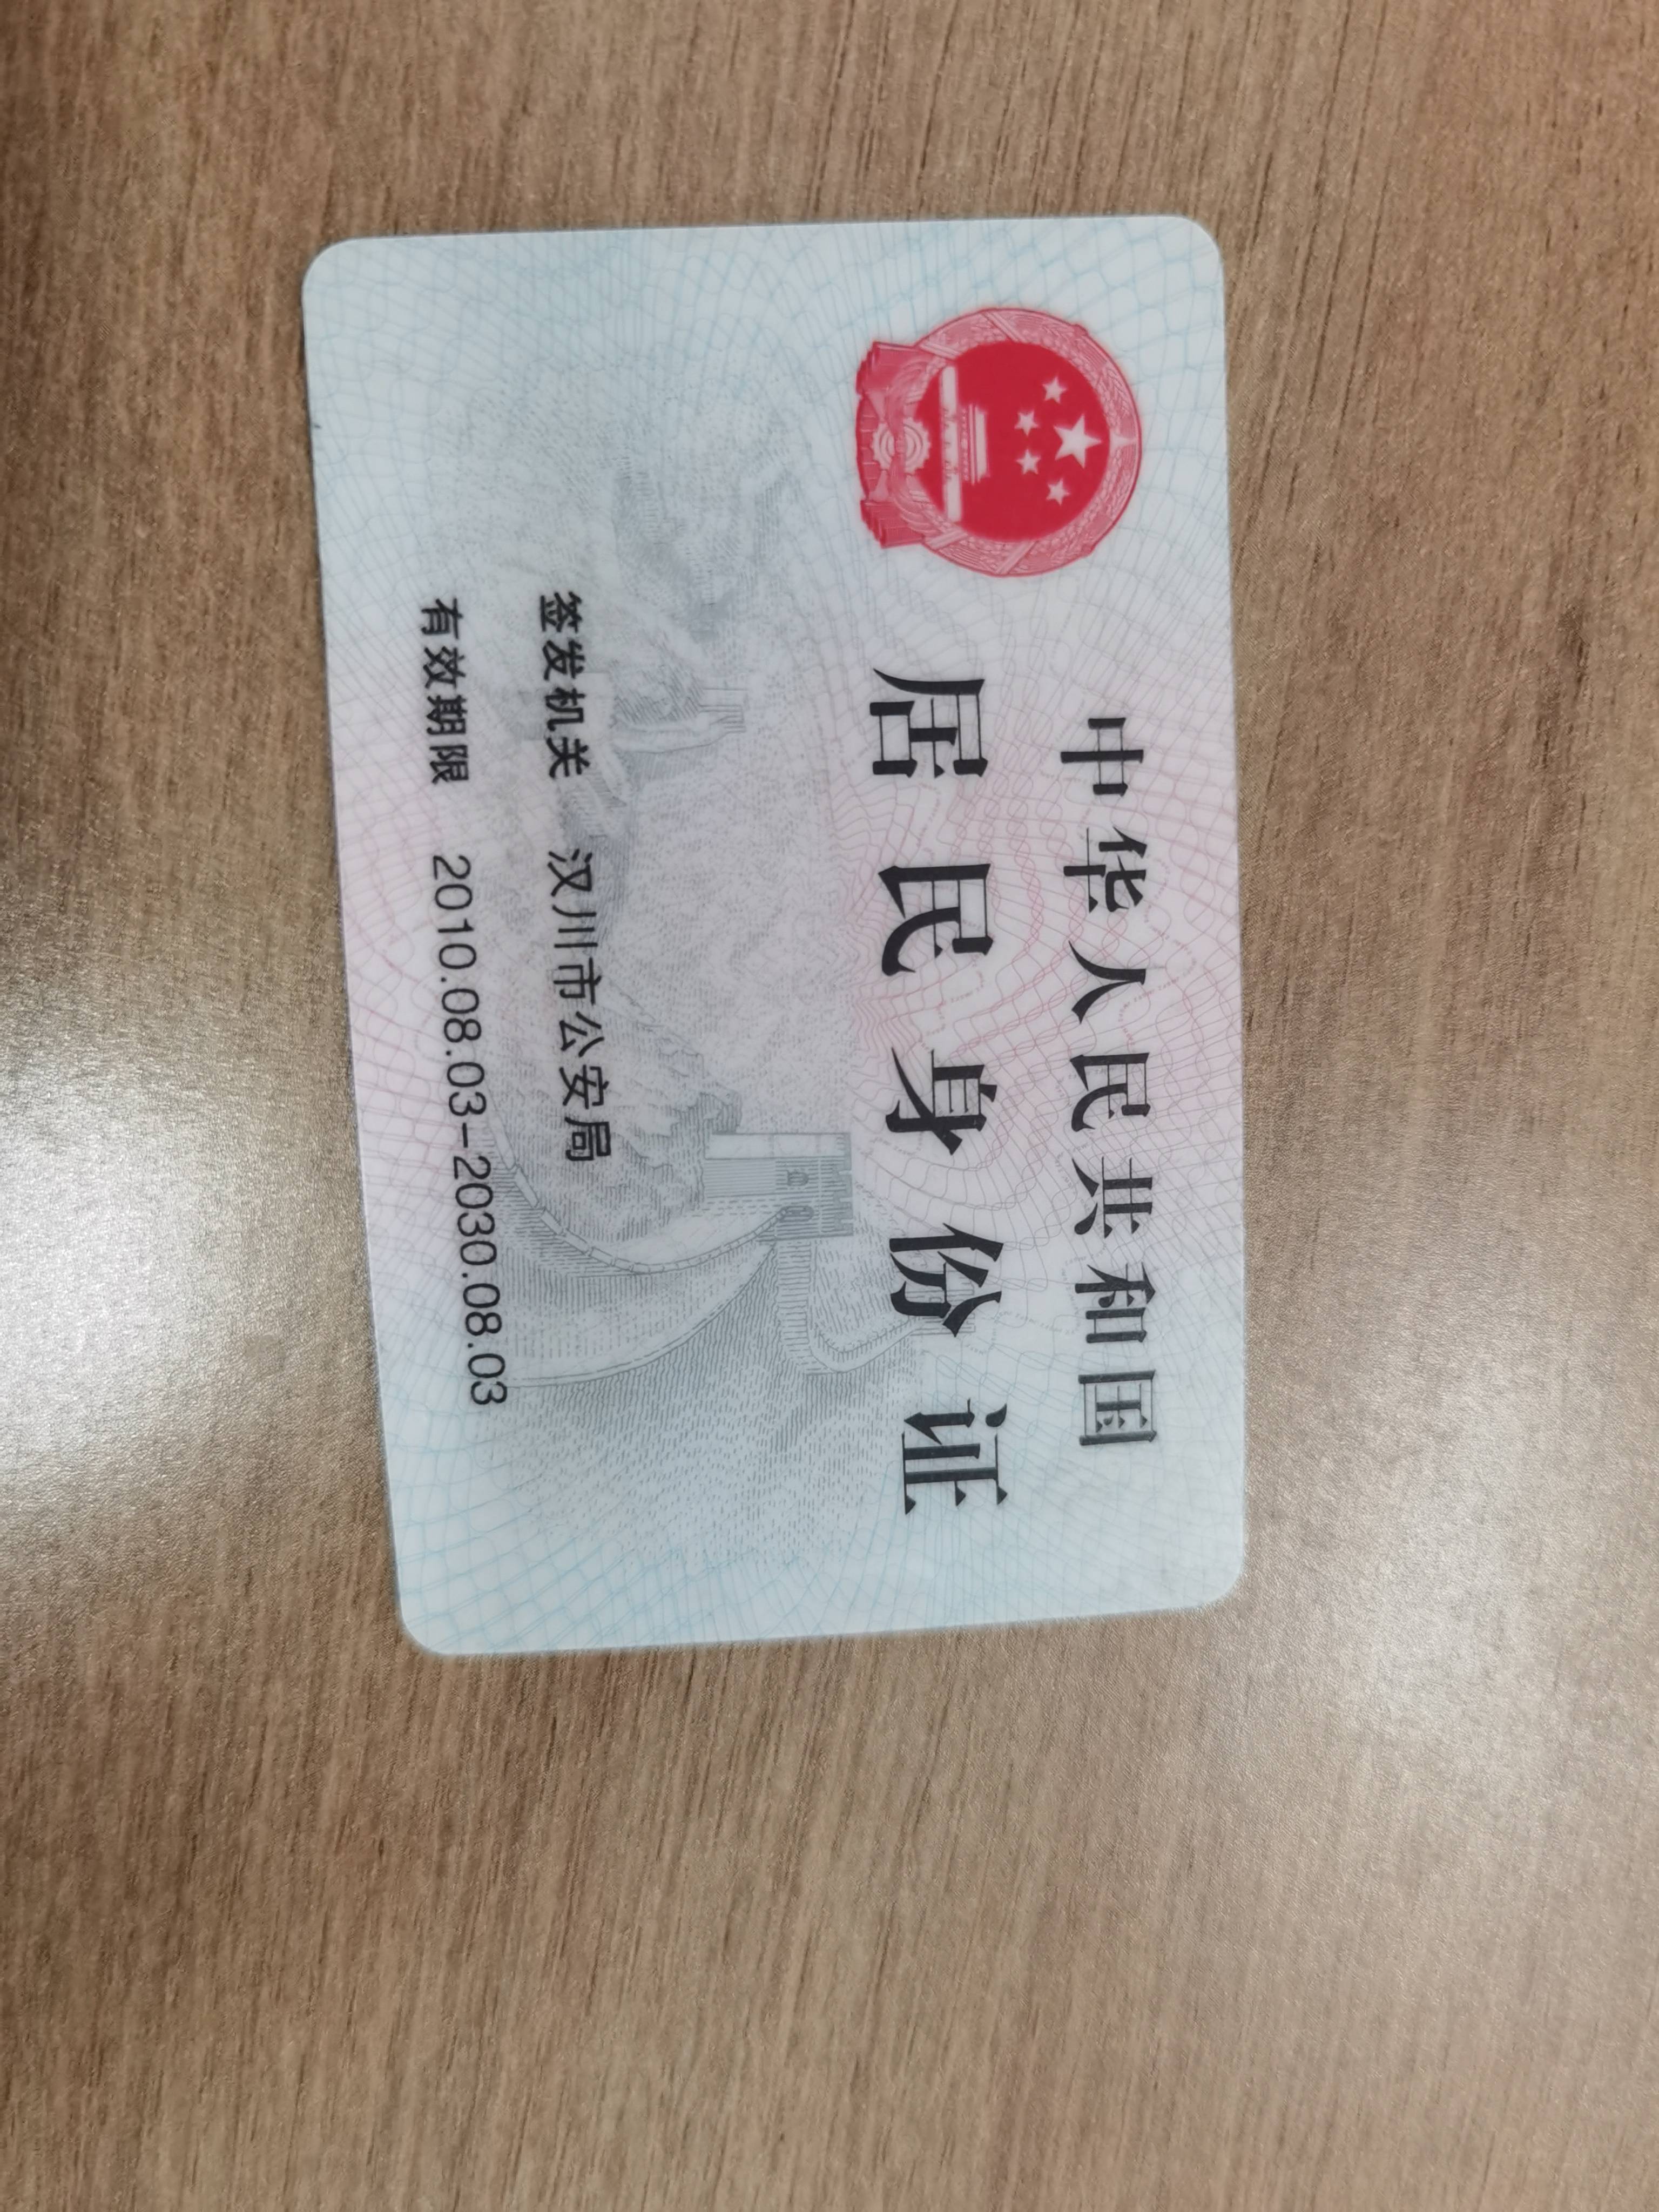 中华人民共和国
居民身份证
签发机关 汉川市公安局
有效期限 2010.08.03-2030.08.03